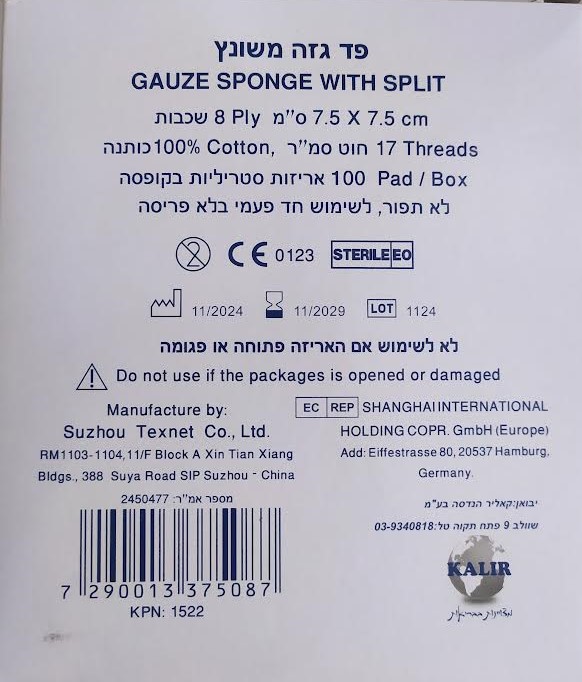 פד גזה משונץ
GAUZE SPONGE WITH SPLIT
8 Ply שכבות 7.5 X 7.5 cm ס"מ
100% Cotton, כותנה 17 Threads חוט סמ"ר
100 Pad / Box אריזות סטריליות בקופסה
לא תפור, לשימוש חד פעמי בלא פריסה
2 CE 0123 STERILE EO
11/2024 11/2029 LOT 1124
לא לשימוש אם האריזה פתוחה או פגומה
Do not use if the packages is opened or damaged
Manufacture by:
Suzhou Texnet Co., Ltd.
RM1103-1104,11/F Block A Xin Tian Xiang
Bldgs., 388 Suya Road SIP Suzhou - China
EC REP SHANGHAIINTERNATIONAL
HOLDING COPR. GmbH (Europe)
Add: Eiffestrasse 80, 20537 Hamburg,
Germany.
מספר אמ"ר: 2450477
7 290013 375087
KPN: 1522
יבואן:קאליר הנדסה בע"מ
שוולב 9 פתח תקוה טל:03-9340818
KALIR
מצוינות בבריאות